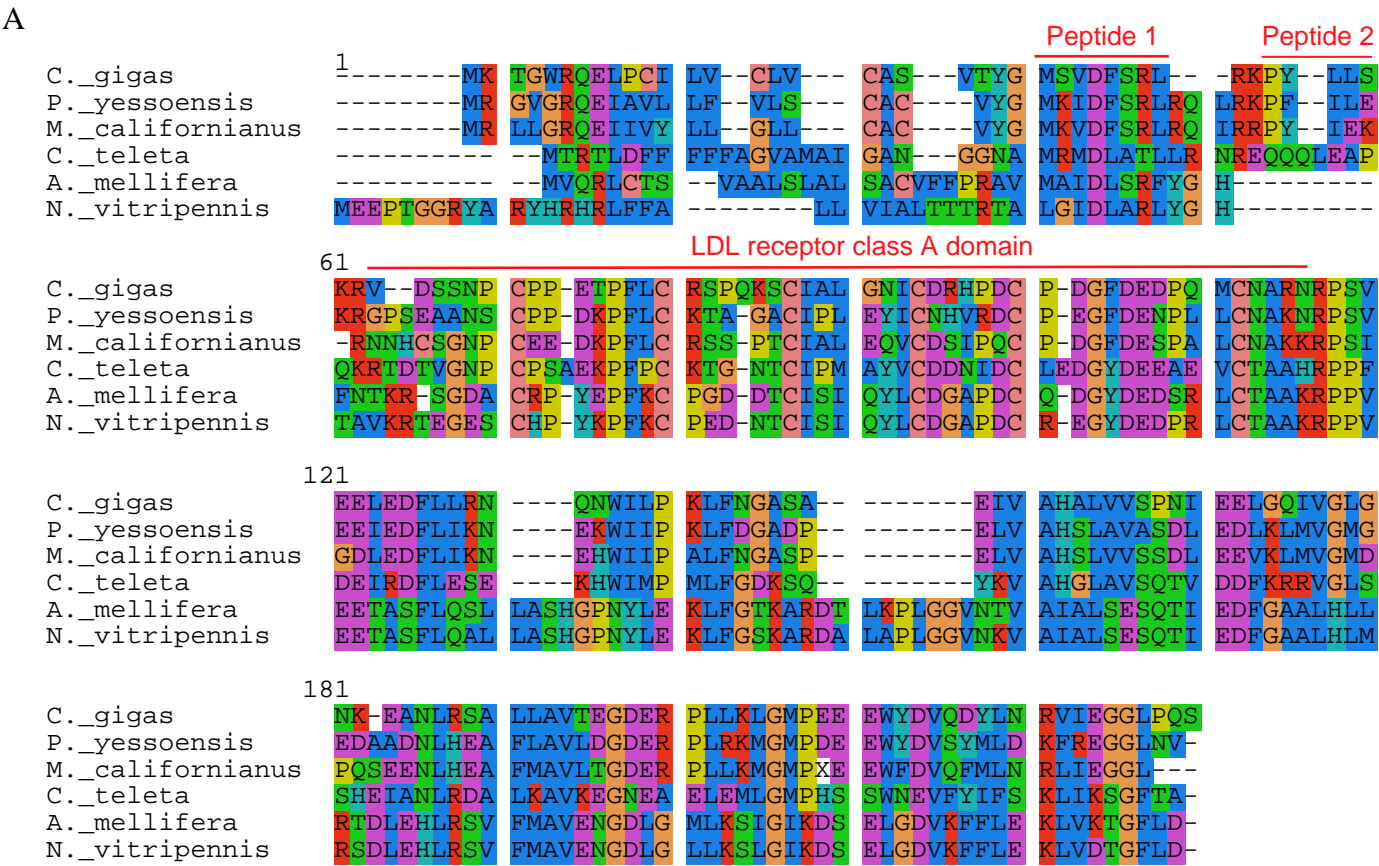 A
Peptide 1 Peptide 2
1
C._gigas --------MK TGWRQELPCI LV--CLV--- CAS---VTYG MSVDFSRL-- -RKPY--LLS
P._yessoensis --------MR GVGRQEIAVL LF--VLS--- CAC----VYG MKIDFSRLRQ LRKPF--ILE
M._californianus --------MR LLGRQEIIVY LL--GLL--- CAC----VYG MKVDFSRLRQ IRRPY--IEK
C._teleta ---------- --MTRTLDFF FFFAGVAMAI GAN---GGNA MRMDLATLLR NREQQQLEAP
A._mellifera ---------- --MVQRLCTS --VAALSLAL SACVFFPRAV MAIDLSRFYG H---------
N._vitripennis MEEPTGGRYA RYHRHRLFFA --------LL VIALTTTRTA LGIDLARLYG H---------
LDL receptor class A domain
61
C._gigas KRV--DSSNP CPP-ETPFLC RSPQKSCIAL GNICDRHPDC P-DGFDEDPQ MCNARNRPSV
P._yessoensis KRGPSEAANS CPP-DKPFLC KTA-GACIPL EYICNHVRDC P-EGFDENPL LCNAKNRPSV
M._californianus -RNNHCSGNP CEE-DKPFLC RSS-PTCIAL EQVCDSIPQC P-DGFDESPA LCNAKKRPSI
C._teleta QKRTDTVGNP CPSAEKPFPC KTG-NTCIPM AYVCDDNIDC LEDGYDEEAE VCTAAHRPPF
A._mellifera FNTKR-SGDA CRP-YEPFKC PGD-DTCISI QYLCDGAPDC Q-DGYDEDSR LCTAAKRPPV
N._vitripennis TAVKRTEGES CHP-YKPFKC PED-NTCISI QYLCDGAPDC R-EGYDEDPR LCTAAKRPPV
121
C._gigas EELEDFLLRN ----QNWILP KLFNGASA-- -------EIV AHALVVSPNI EELGQIVGLG
P._yessoensis EEIEDFLIKN ----EKWIIP KLFDGADP-- -------ELV AHSLAVASDL EDLKLMVGMG
M._californianus GDLEDFLIKN ----EHWIIP ALFNGASP-- -------ELV AHSLVVSSDL EEVKLMVGMD
C._teleta DEIRDFLESE ----KHWIMP MLFGDKSQ-- -------YKV AHGLAVSQTV DDFKRRVGLS
A._mellifera EETASFLQSL LASHGPNYLE KLFGTKARDT LKPLGGVNTV AIALSESQTI EDFGAALHLL
N._vitripennis EETASFLQAL LASHGPNYLE KLFGSKARDA LAPLGGVNKV AIALSESQTI EDFGAALHLM
181
C._gigas NK-EANLRSA LLAVTEGDER PLLKLGMPEE EWYDVQDYLN RVIEGGLPQS
P._yessoensis EDAADNLHEA FLAVLDGDER PLRKMGMPDE EWYDVSYMLD KFREGGLNV-
M._californianus PQSEENLHEA FMAVLTGDER PLLKMGMPXE EWFDVQFMLN RLIEGGL---
C._teleta SHEIANLRDA LKAVKEGNEA ELEMLGMPHS SWNEVFYIFS KLIKSGFTA-
A._mellifera RTDLEHLRSV FMAVENGDLG MLKSIGIKDS ELGDVKFFLE KLVKTGFLD-
N._vitripennis RSDLEHLRSV FMAVENGDLG LLKSLGIKDS ELGDVKFFLE KLVDTGFLD-